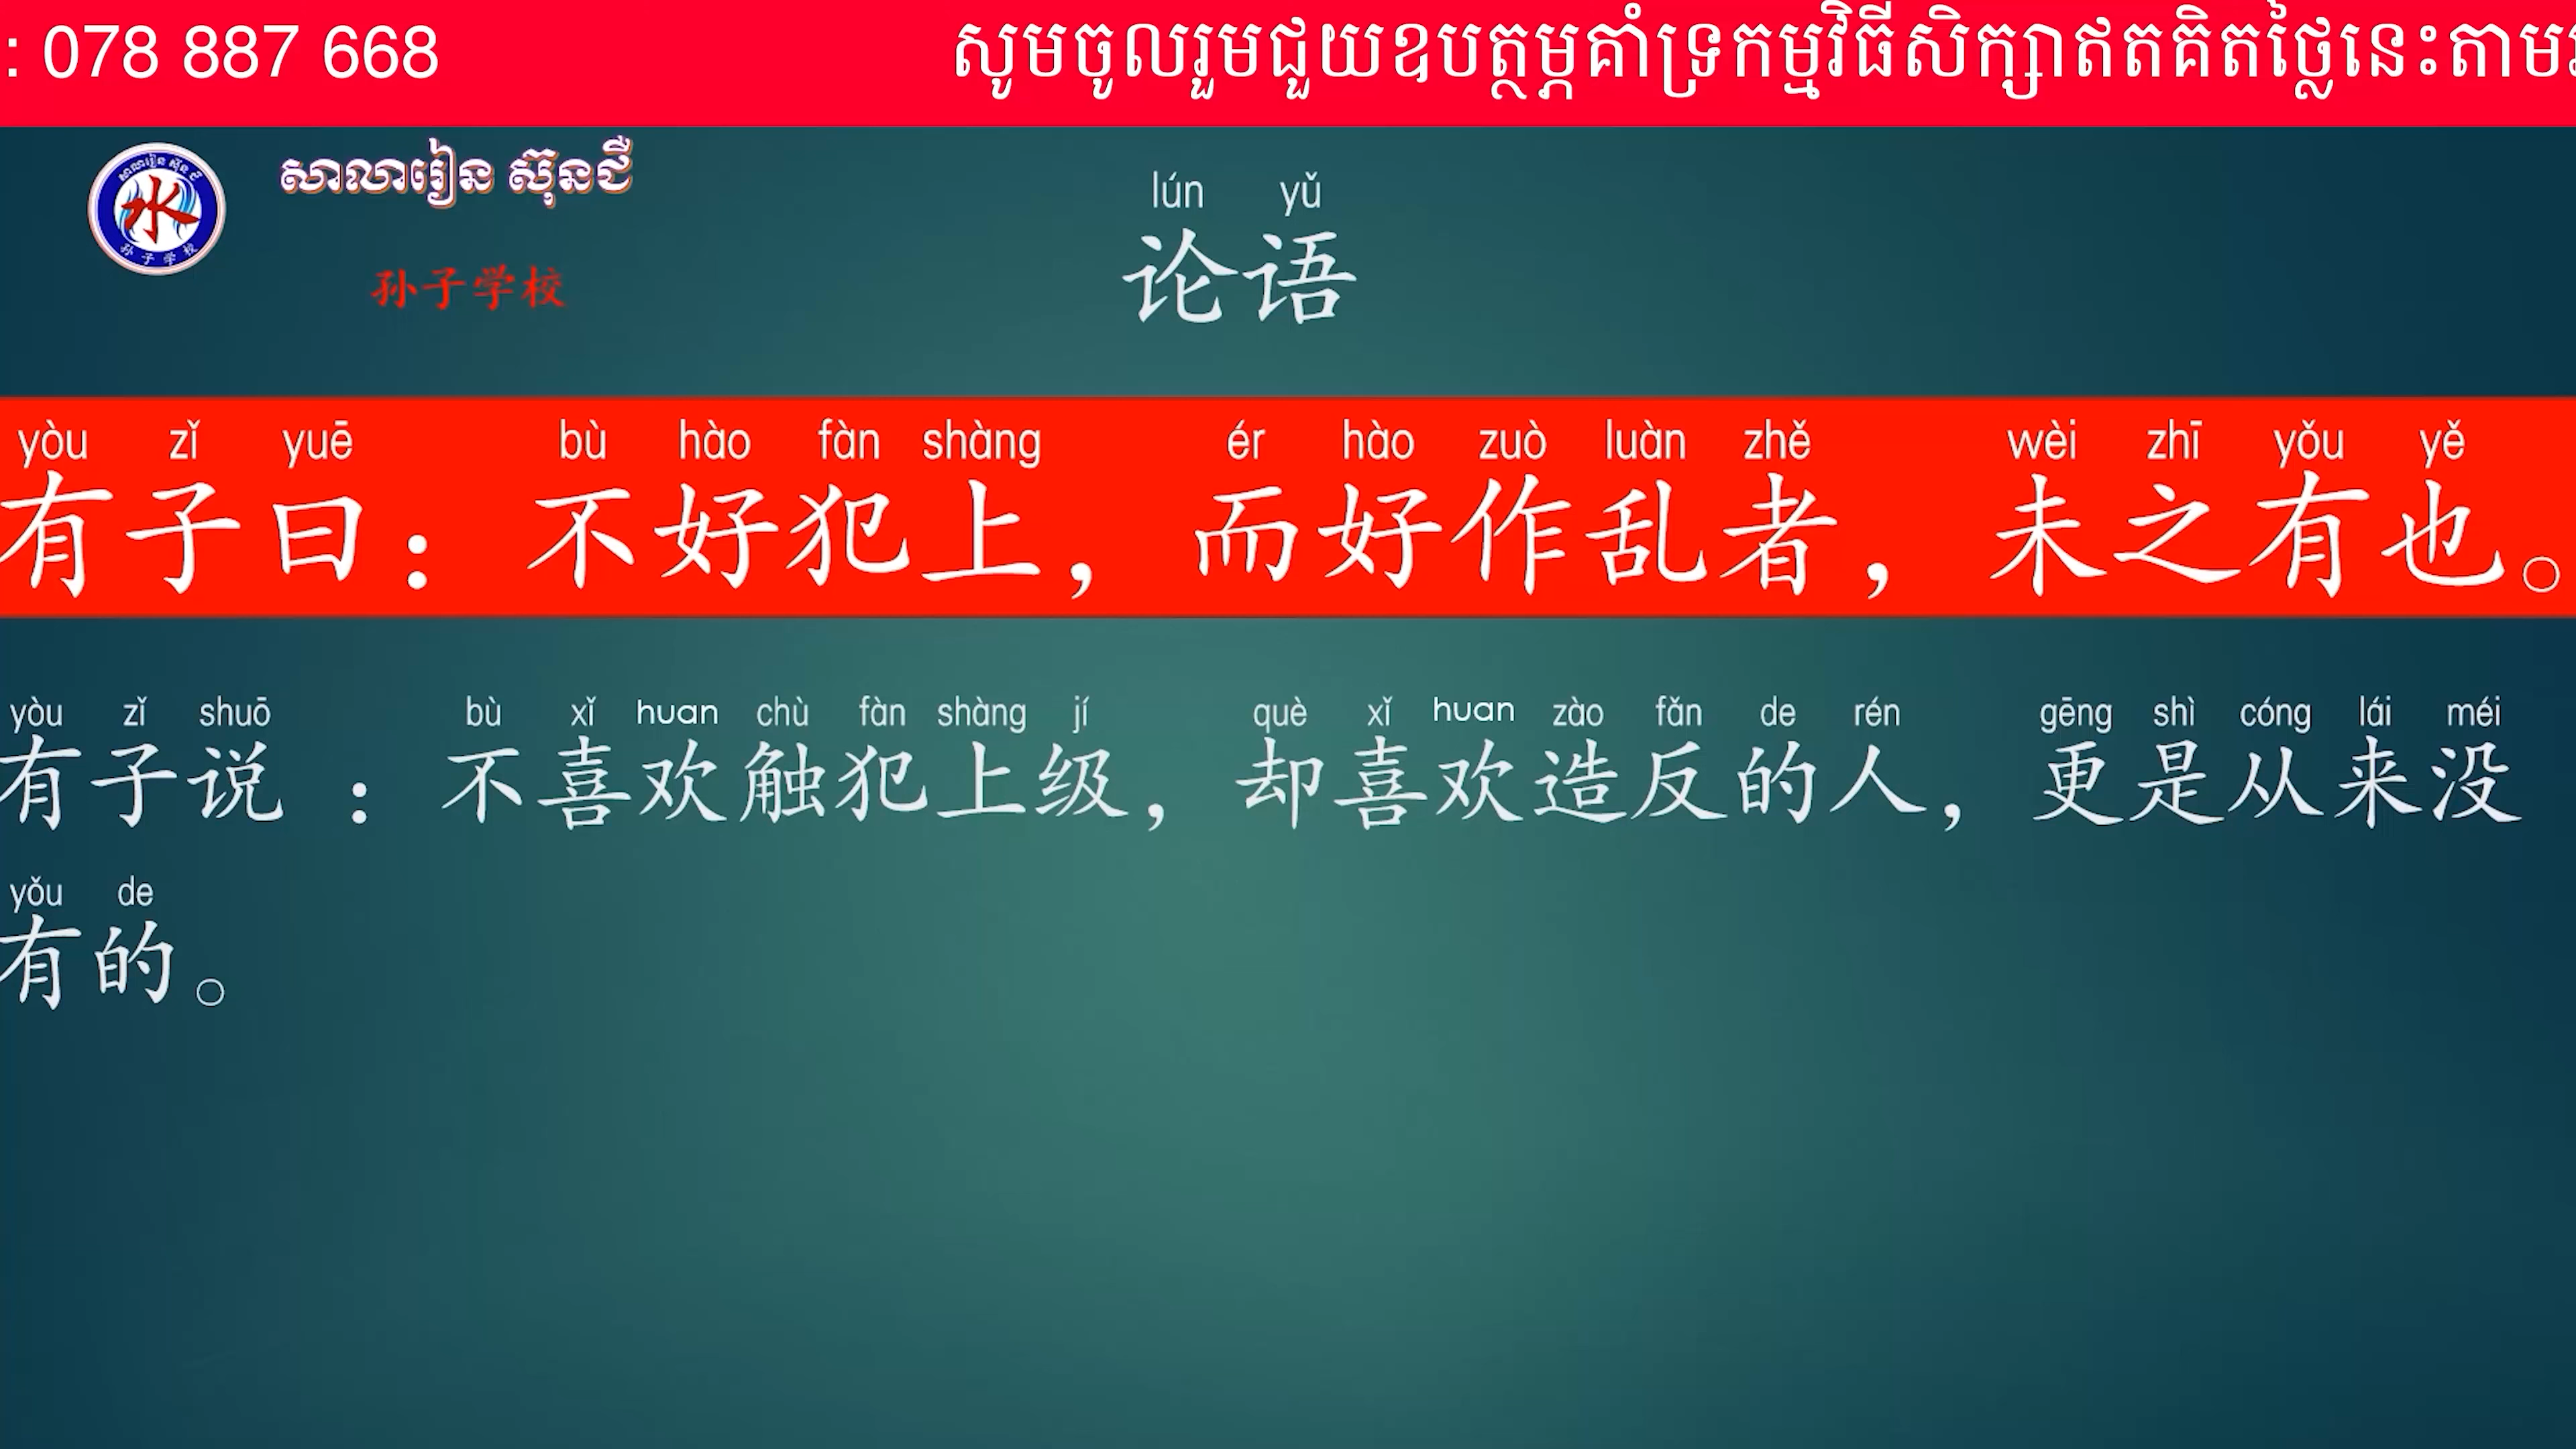 : 078 887 668 សូមចូលរួមជួយឧបត្ថម្ភគាំទ្រកម្មវិធីសិក្សាឥតគិតថ្លៃនេះតាម
សាលារៀន ស៊ុនជឺ
水
孙子学校
孙子学校
lún yǔ
论语
yòu zǐ yuē bù hào fàn shàng ér hào zuò luàn zhě wèi zhī yǒu yě
有子曰：不好犯上，而好作乱者，未之有也。
yòu zǐ shuō bù xǐ huan chù fàn shàng jí què xǐ huan zào fǎn de rén gēng shì cóng lái méi
有子说：不喜欢触犯上级，却喜欢造反的人，更是从来没
yǒu de
有的。